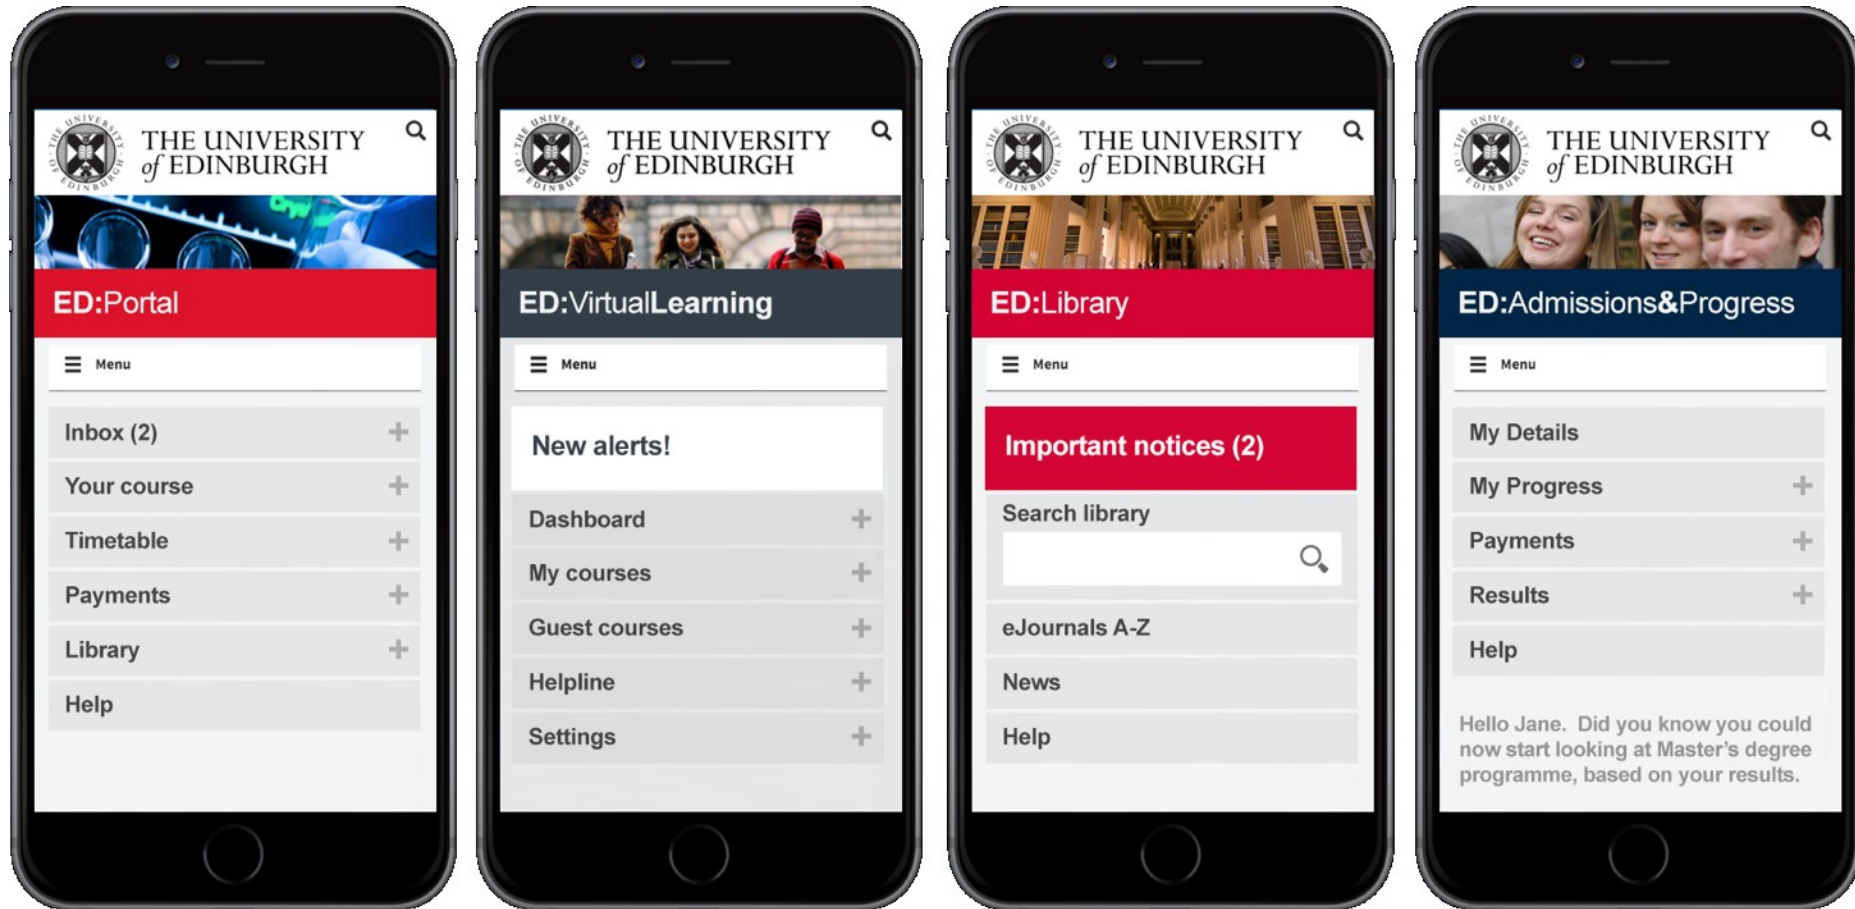 THE UNIVERSITY
of EDINBURGH
ED:Portal
Menu
Inbox (2)
Your course
Timetable
Payments
Library
Help
THE UNIVERSITY
of EDINBURGH
ED:VirtualLearning
Menu
New alerts!
Dashboard
My courses
Guest courses
Helpline
Settings
THE UNIVERSITY
of EDINBURGH
ED:Library
Menu
Important notices (2)
Search library
eJournals A-Z
News
Help
THE UNIVERSITY
of EDINBURGH
ED:Admissions&Progress
Menu
My Details
My Progress
Payments
Results
Help
Hello Jane. Did you know you could
now start looking at Master's degree
programme, based on your results.